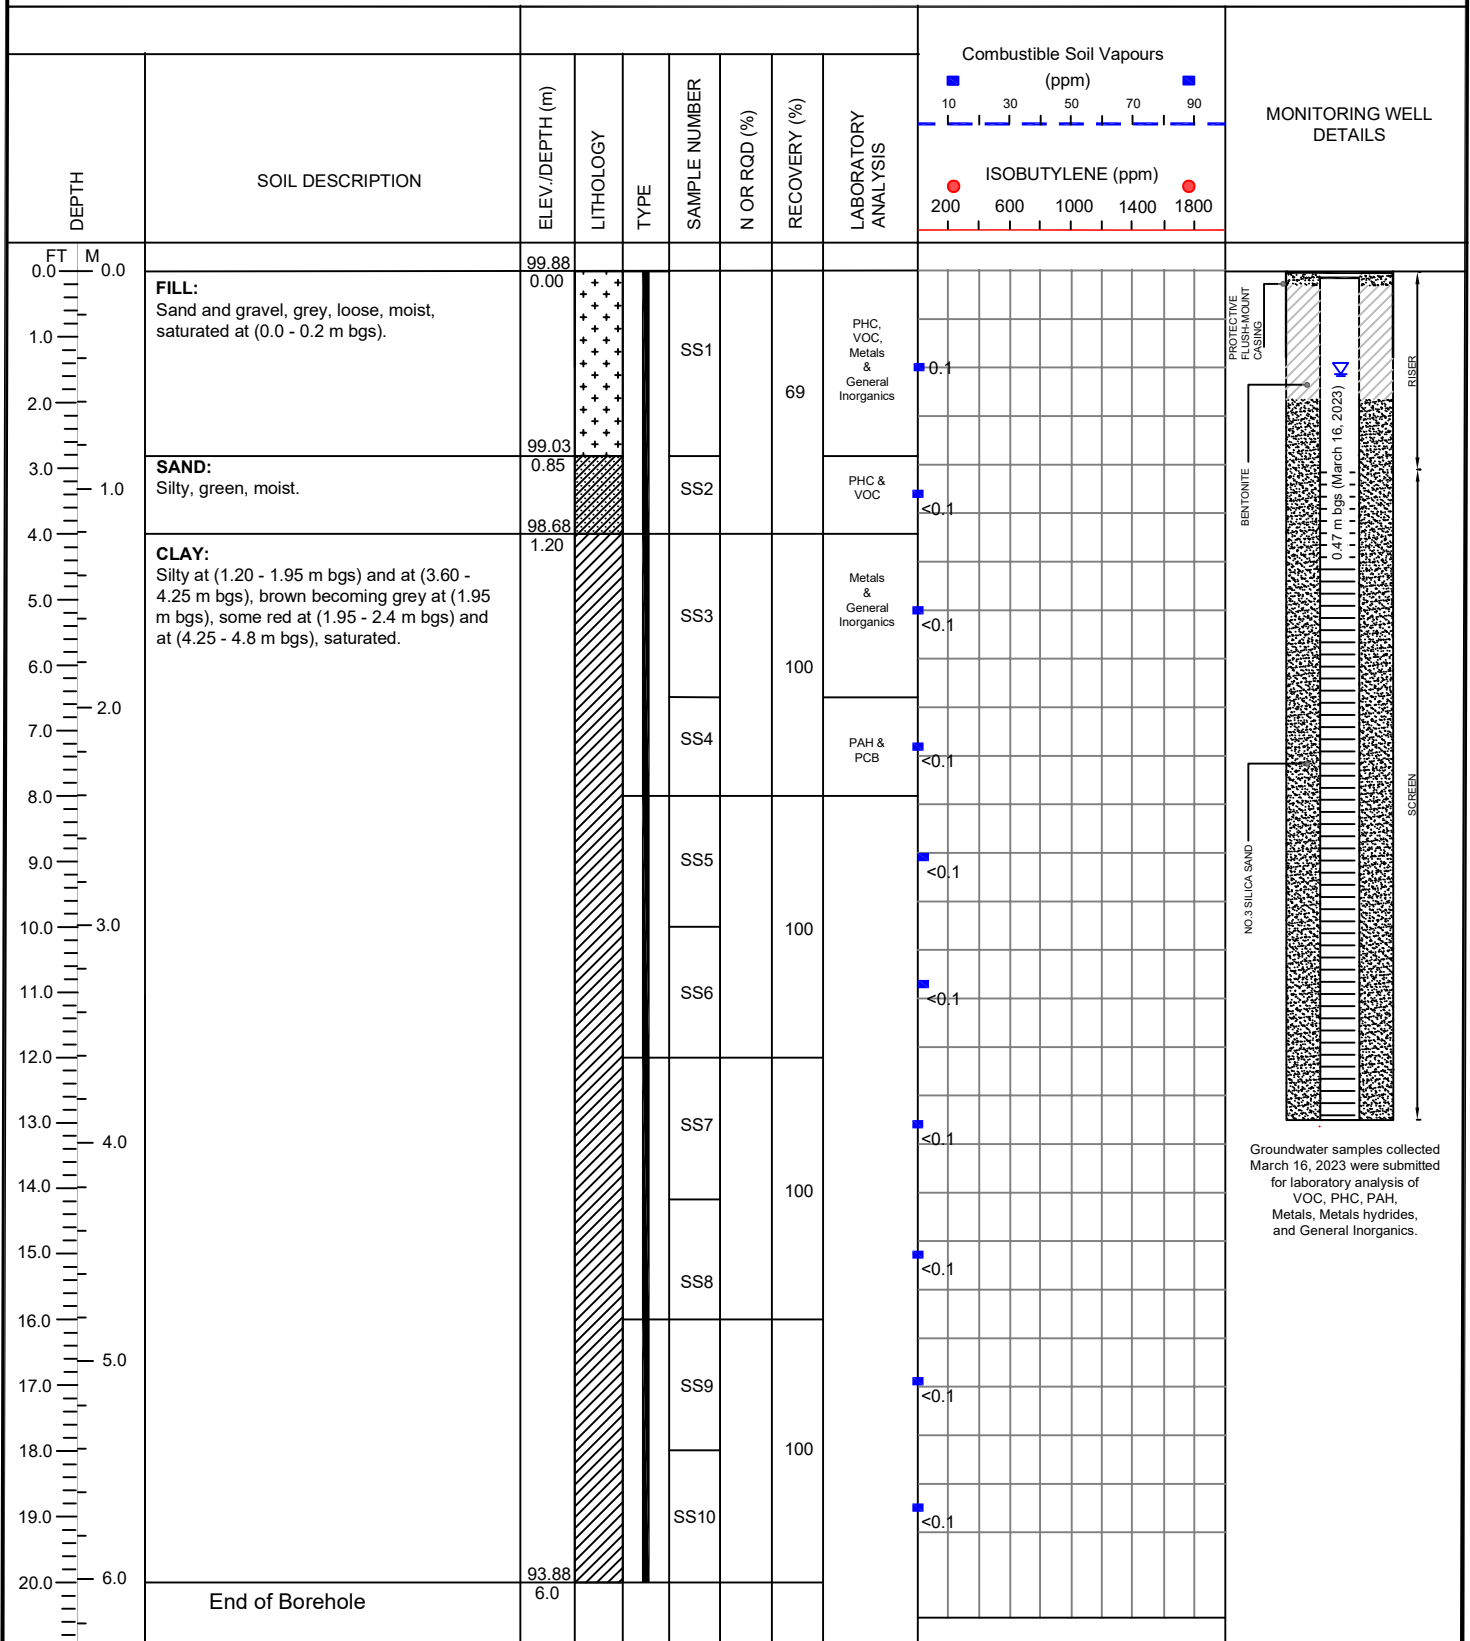 DEPTH
SOIL DESCRIPTION
ELEV./DEPTH (m)
LITHOLOGY
TYPE
SAMPLE NUMBER
N OR RQD (%)
RECOVERY (%)
LABORATORY
ANALYSIS
Combustible Soil Vapours
(ppm)
10 30 50 70 90
ISOBUTYLENE (ppm)
200 600 1000 1400 1800
MONITORING WELL
DETAILS
FT M
0.0 0.0
1.0
2.0
3.0
1.0
4.0
5.0
6.0
2.0
7.0
8.0
9.0
10.0 3.0
11.0
12.0
13.0
4.0
14.0
15.0
16.0
5.0
17.0
18.0
19.0
20.0 6.0
FILL:
Sand and gravel, grey, loose, moist,
saturated at (0.0 - 0.2 m bgs).
SAND:
Silty, green, moist.
CLAY:
Silty at (1.20 - 1.95 m bgs) and at (3.60 -
4.25 m bgs), brown becoming grey at (1.95
m bgs), some red at (1.95 - 2.4 m bgs) and
at (4.25 - 4.8 m bgs), saturated.
End of Borehole
99.88
0.00
99.03
0.85
98.68
1.20
93.88
6.0
SS1
SS2
SS3
SS4
SS5
SS6
SS7
SS8
SS9
SS10
69
100
100
100
100
PHC,
VOC,
Metals
&
General
Inorganics
PHC &
VOC
Metals
&
General
Inorganics
PAH &
PCB
0.1
<0.1
<0.1
<0.1
<0.1
<0.1
<0.1
<0.1
<0.1
<0.1
PROTECTIVE
FLUSH-MOUNT
CASING
BENTONITE
NO.3 SILICA SAND
0.47 m bgs (March 16, 2023)
RISER
SCREEN
Groundwater samples collected
March 16, 2023 were submitted
for laboratory analysis of
VOC, PHC, PAH,
Metals, Metals hydrides,
and General Inorganics.